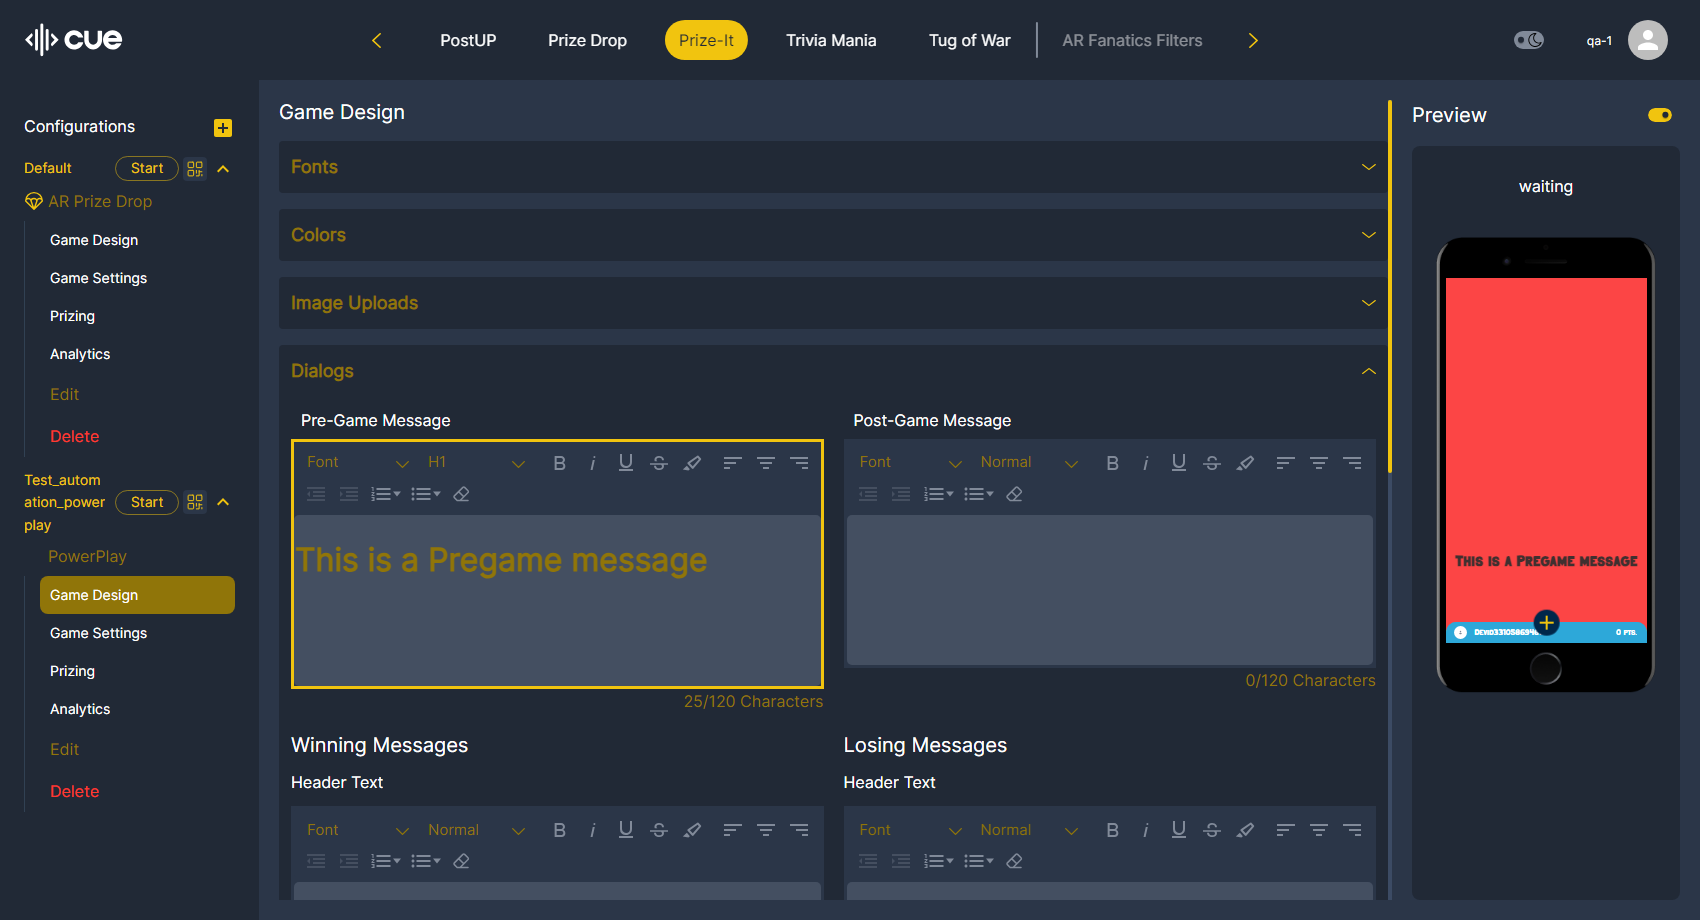 cue
PostUP
Prize Drop
Prize-It
Trivia Mania
Tug of War
AR Fanatics Filters
qa-1
Configurations
Default
Start
AR Prize Drop
Game Design
Game Settings
Prizing
Analytics
Edit
Delete
Test_autom
ation_power
play
Start
PowerPlay
Game Design
Game Settings
Prizing
Analytics
Edit
Delete
Game Design
Fonts
Colors
Image Uploads
Dialogs
Pre-Game Message
Font H1
This is a Pregame message
25/120 Characters
Post-Game Message
Font Normal
0/120 Characters
Winning Messages
Header Text
Font Normal
Losing Messages
Header Text
Font Normal
Preview
waiting
This is a Pregame message
0 pts.